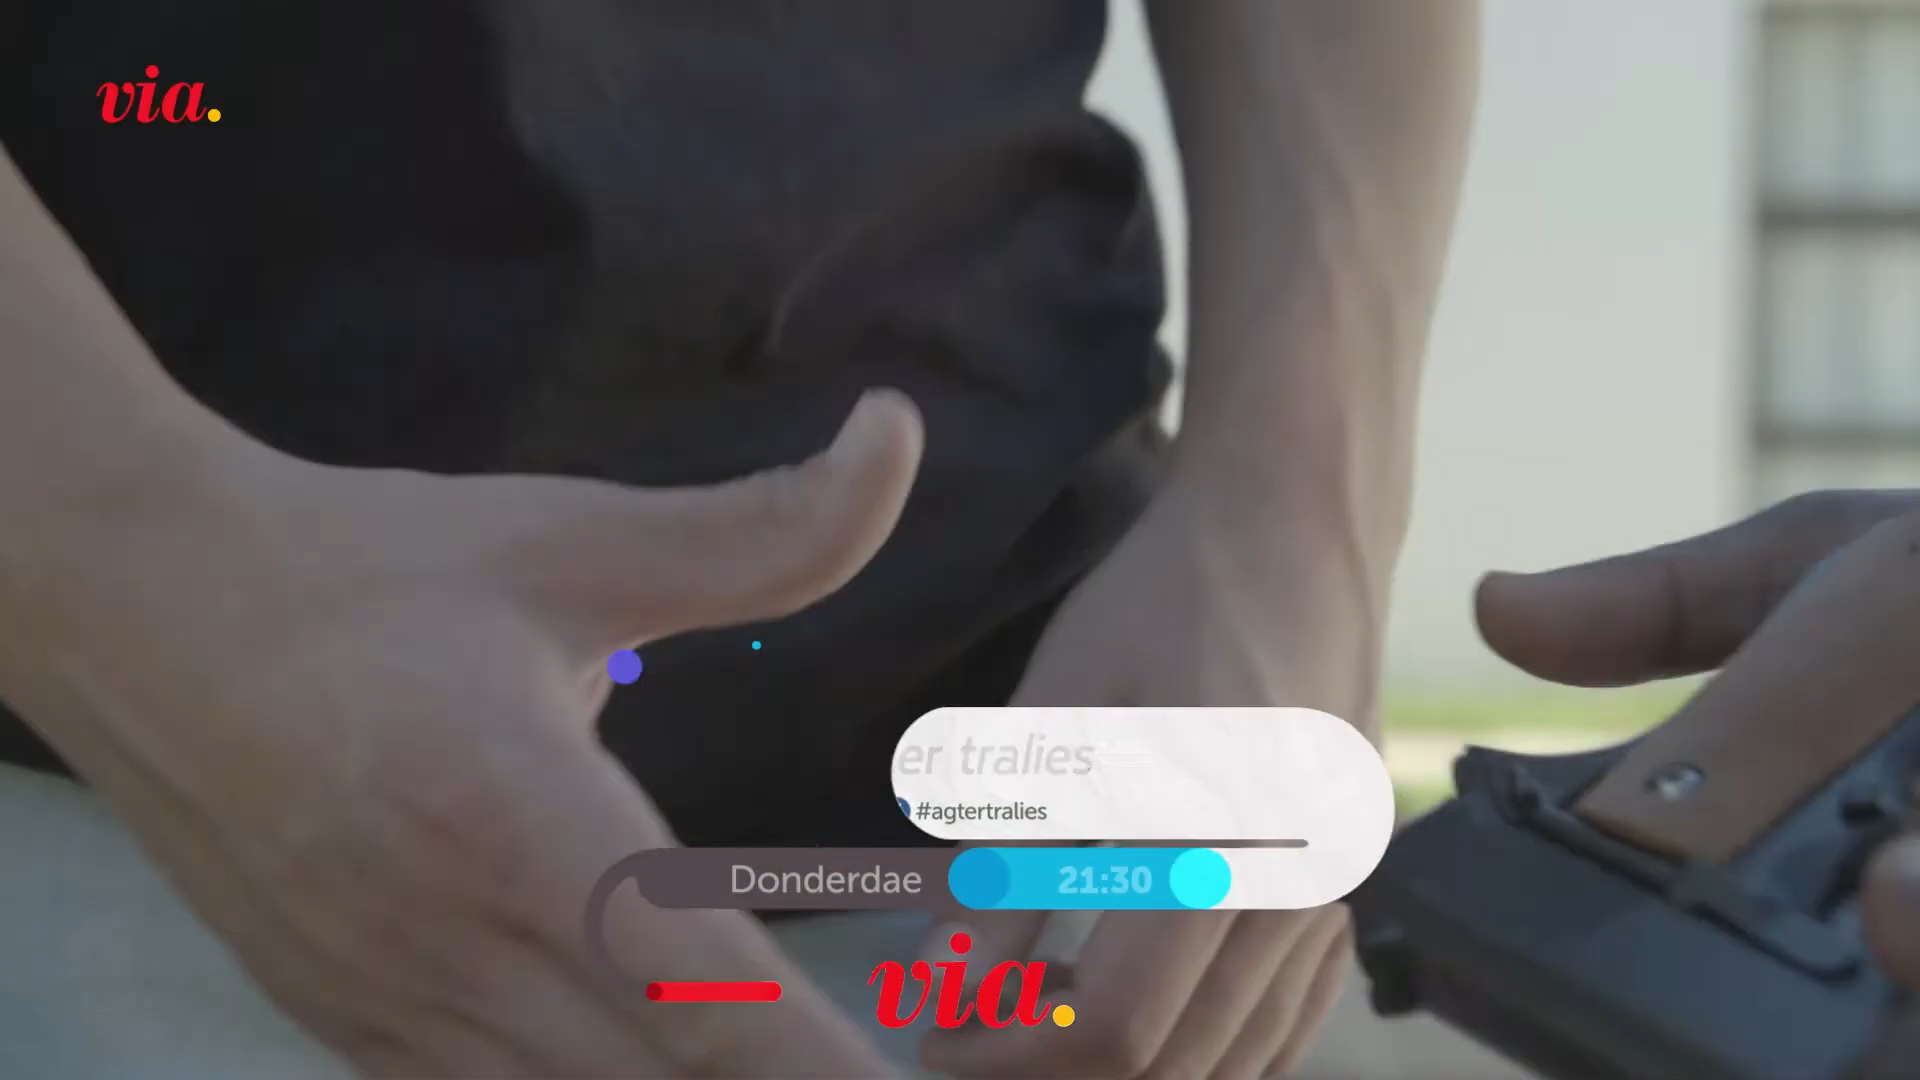 via.
er tralies
#agtertralies
Donderdae 21:30
via.